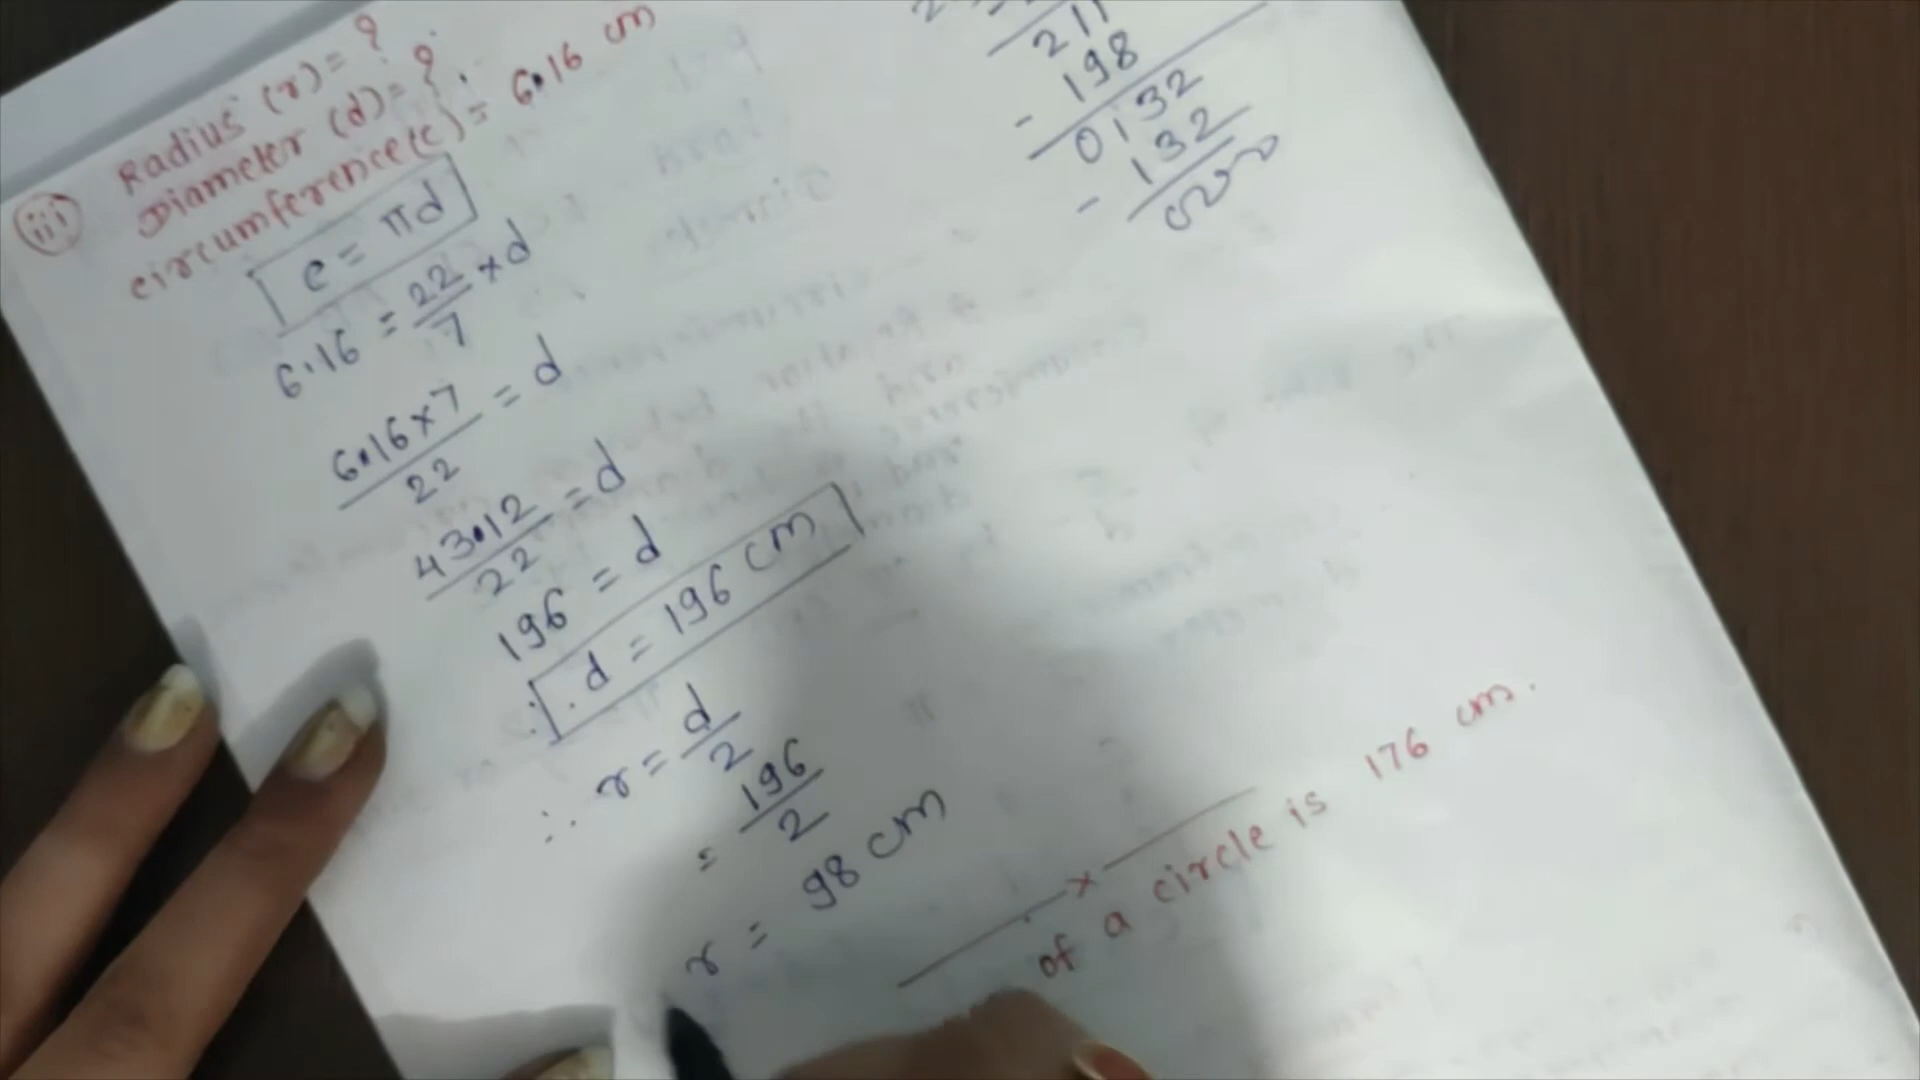 (iii) Radius (r) = ?
Diameter (d) = ?
circumference(c) = 6.16 cm
c = πd
6.16 = 22/7 × d
6.16×7/22 = d
43.12/22 = d
196 = d
∴ d = 196 cm
∴ r = d/2
= 196/2
r = 98 cm
×
of a circle is 176 cm.
211
- 198
0132
- 132
000